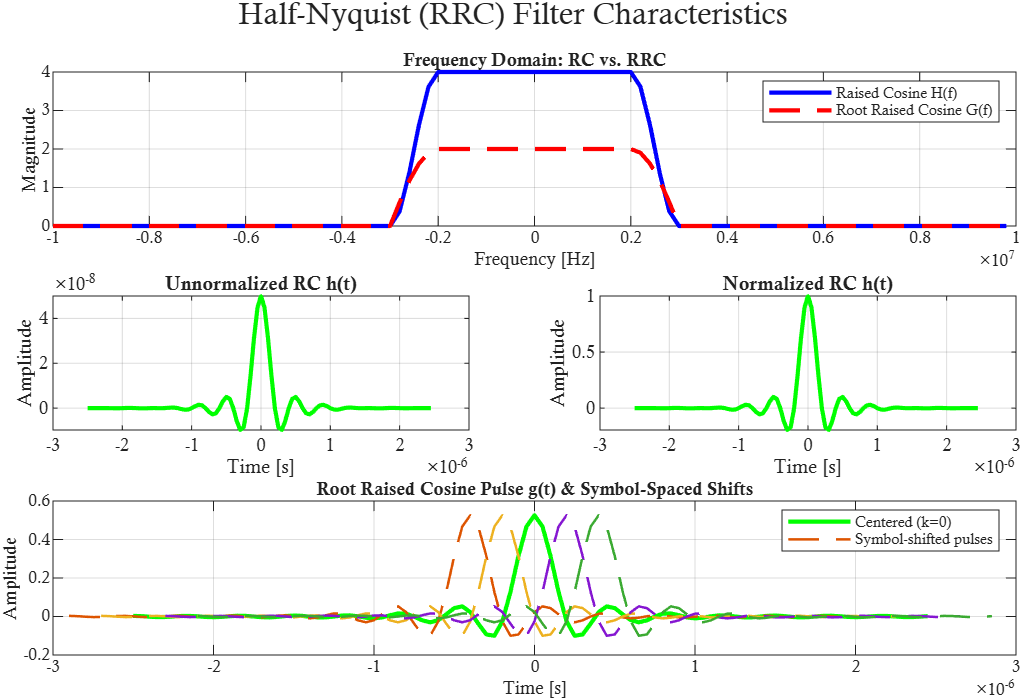 Half-Nyquist (RRC) Filter Characteristics
Frequency Domain: RC vs. RRC
4
3
2
1
0
Magnitude
Raised Cosine H(f)
Root Raised Cosine G(f)
-1 -0.8 -0.6 -0.4 -0.2 0 0.2 0.4 0.6 0.8 1
Frequency [Hz]
×10⁷
×10⁻⁸
Unnormalized RC h(t)
4
2
0
Amplitude
-3 -2 -1 0 1 2 3
Time [s]
×10⁻⁶
Normalized RC h(t)
1
0.5
0
Amplitude
-3 -2 -1 0 1 2 3
Time [s]
×10⁻⁶
Root Raised Cosine Pulse g(t) & Symbol-Spaced Shifts
0.6
0.4
0.2
0
-0.2
Amplitude
Centered (k=0)
Symbol-shifted pulses
-3 -2 -1 0 1 2 3
Time [s]
×10⁻⁶